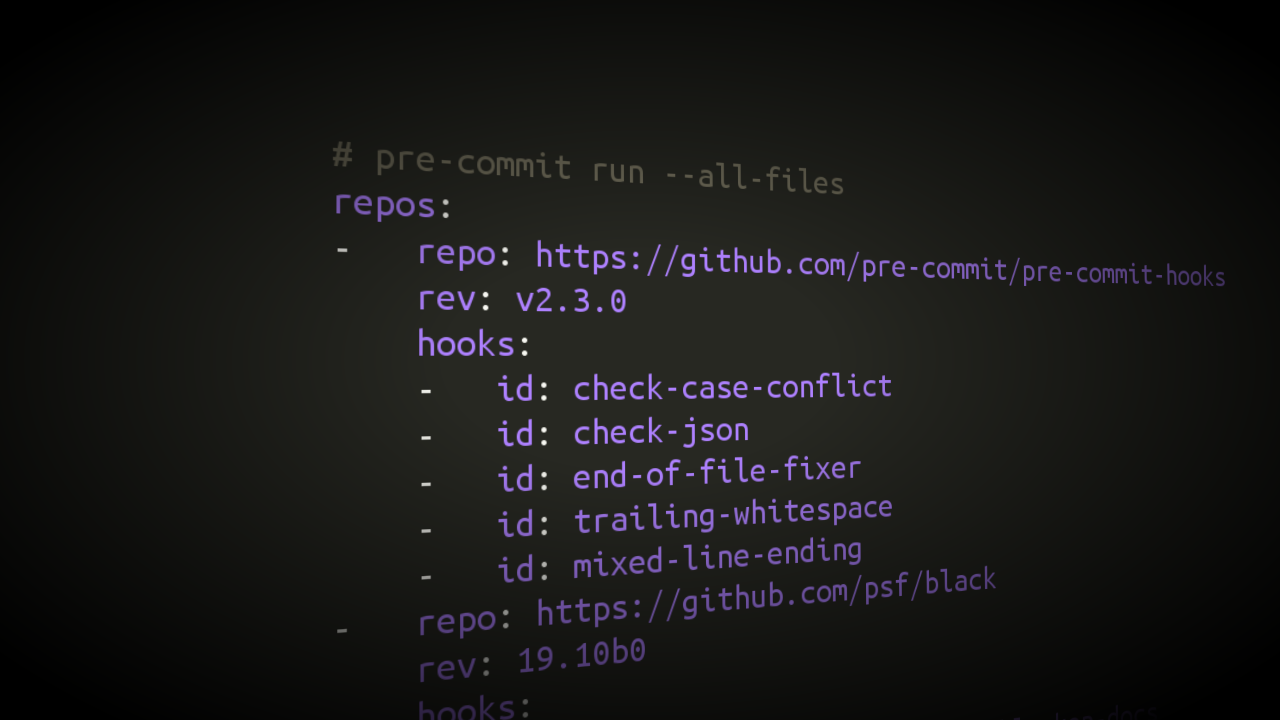 # pre-commit run --all-files
repos:
-   repo: https://github.com/pre-commit/pre-commit-hooks
    rev: v2.3.0
    hooks:
    -   id: check-case-conflict
    -   id: check-json
    -   id: end-of-file-fixer
    -   id: trailing-whitespace
    -   id: mixed-line-ending
-   repo: https://github.com/psf/black
    rev: 19.10b0
    hooks: